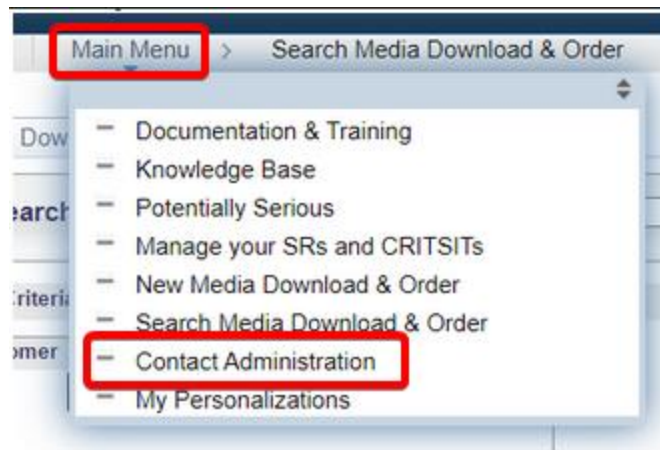 Main Menu > Search Media Download & Order
Documentation & Training
Dow
Knowledge Base
Potentially Serious
earch
Manage your SRs and CRITSITs
New Media Download & Order
riteria
Search Media Download & Order
omer
Contact Administration
My Personalizations